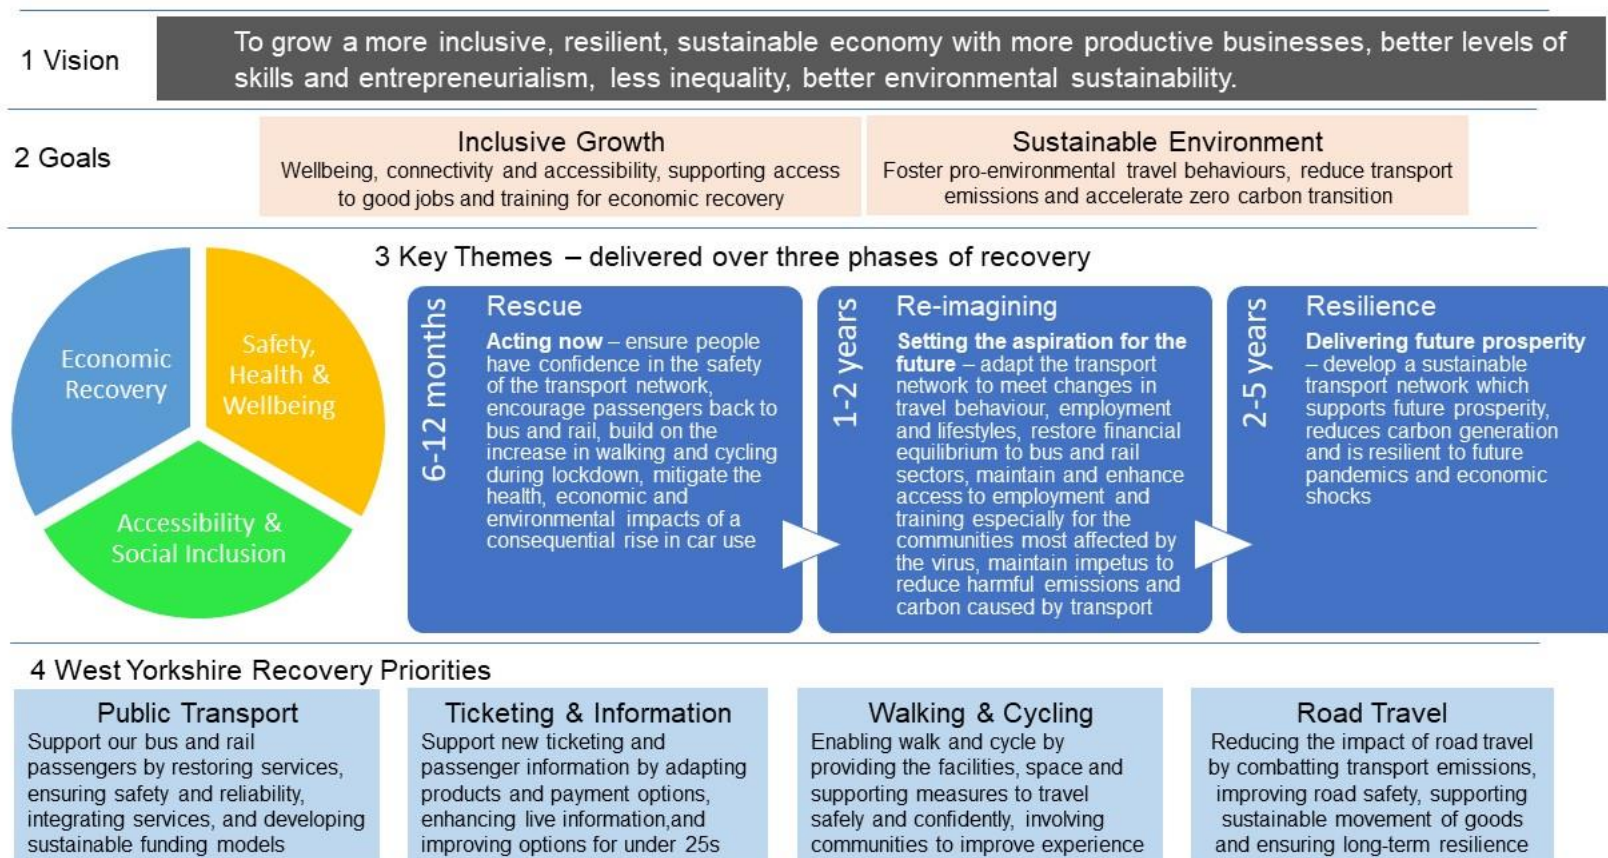 1 Vision
To grow a more inclusive, resilient, sustainable economy with more productive businesses, better levels of
skills and entrepreneurialism, less inequality, better environmental sustainability.
2 Goals
Inclusive Growth
Wellbeing, connectivity and accessibility, supporting access
to good jobs and training for economic recovery
Sustainable Environment
Foster pro-environmental travel behaviours, reduce transport
emissions and accelerate zero carbon transition
3 Key Themes – delivered over three phases of recovery
Economic
Recovery
Safety,
Health &
Wellbeing
Accessibility &
Social Inclusion
6-12 months
Rescue
Acting now – ensure people
have confidence in the safety
of the transport network,
encourage passengers back to
bus and rail, build on the
increase in walking and cycling
during lockdown, mitigate the
health, economic and
environmental impacts of a
consequential rise in car use
1-2 years
Re-imagining
Setting the aspiration for the
future – adapt the transport
network to meet changes in
travel behaviour, employment
and lifestyles, restore financial
equilibrium to bus and rail
sectors, maintain and enhance
access to employment and
training especially for the
communities most affected by
the virus, maintain impetus to
reduce harmful emissions and
carbon caused by transport
2-5 years
Resilience
Delivering future prosperity
– develop a sustainable
transport network which
supports future prosperity,
reduces carbon generation
and is resilient to future
pandemics and economic
shocks
4 West Yorkshire Recovery Priorities
Public Transport
Support our bus and rail
passengers by restoring services,
ensuring safety and reliability,
integrating services, and developing
sustainable funding models
Ticketing & Information
Support new ticketing and
passenger information by adapting
products and payment options,
enhancing live information,and
improving options for under 25s
Walking & Cycling
Enabling walk and cycle by
providing the facilities, space and
supporting measures to travel
safely and confidently, involving
communities to improve experience
Road Travel
Reducing the impact of road travel
by combatting transport emissions,
improving road safety, supporting
sustainable movement of goods
and ensuring long-term resilience